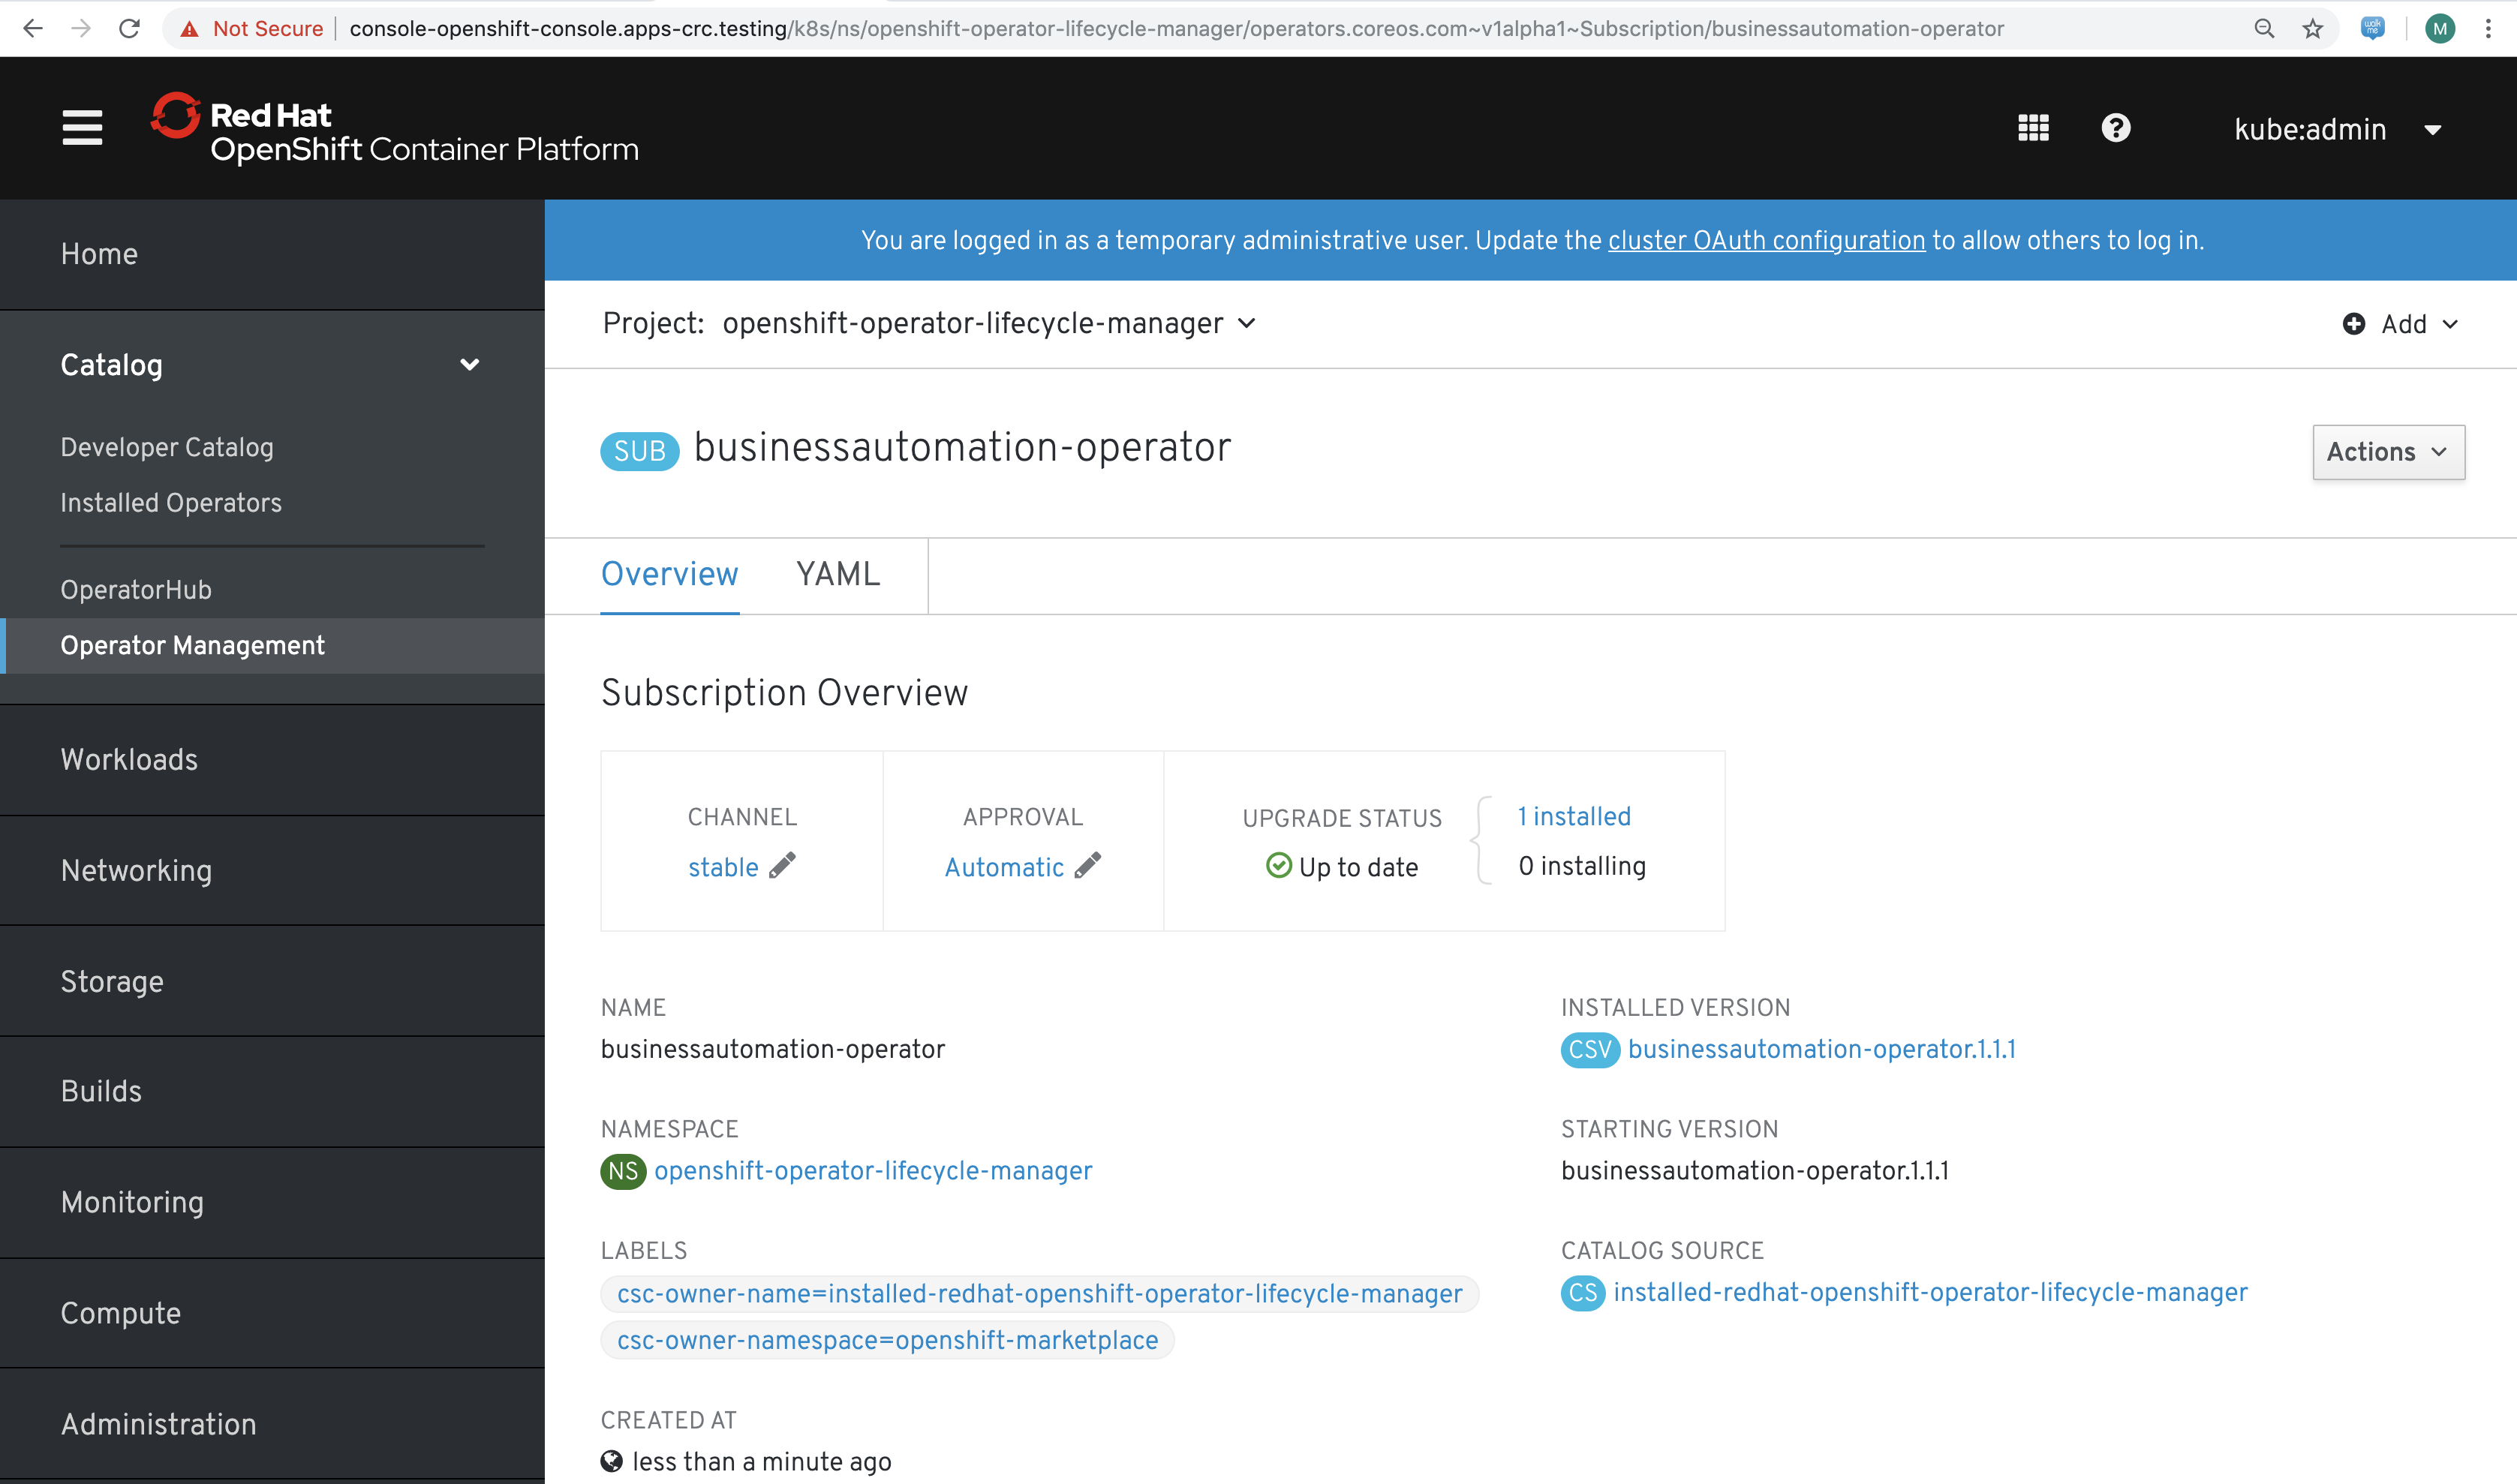 Not Secure
console-openshift-console.apps-crc.testing/k8s/ns/openshift-operator-lifecycle-manager/operators.coreos.com~v1alpha1~Subscription/businessautomation-operator
walk me
M
Red Hat
OpenShift Container Platform
kube:admin
Home
Catalog
Developer Catalog
Installed Operators
OperatorHub
Operator Management
Workloads
Networking
Storage
Builds
Monitoring
Compute
Administration
You are logged in as a temporary administrative user. Update the cluster OAuth configuration to allow others to log in.
Project: openshift-operator-lifecycle-manager
Add
SUB businessautomation-operator
Actions
Overview YAML
Subscription Overview
CHANNEL
stable
APPROVAL
Automatic
UPGRADE STATUS
Up to date
1 installed
0 installing
NAME
businessautomation-operator
NAMESPACE
NS openshift-operator-lifecycle-manager
LABELS
csc-owner-name=installed-redhat-openshift-operator-lifecycle-manager
csc-owner-namespace=openshift-marketplace
CREATED AT
less than a minute ago
INSTALLED VERSION
CSV businessautomation-operator.1.1.1
STARTING VERSION
businessautomation-operator.1.1.1
CATALOG SOURCE
CS installed-redhat-openshift-operator-lifecycle-manager